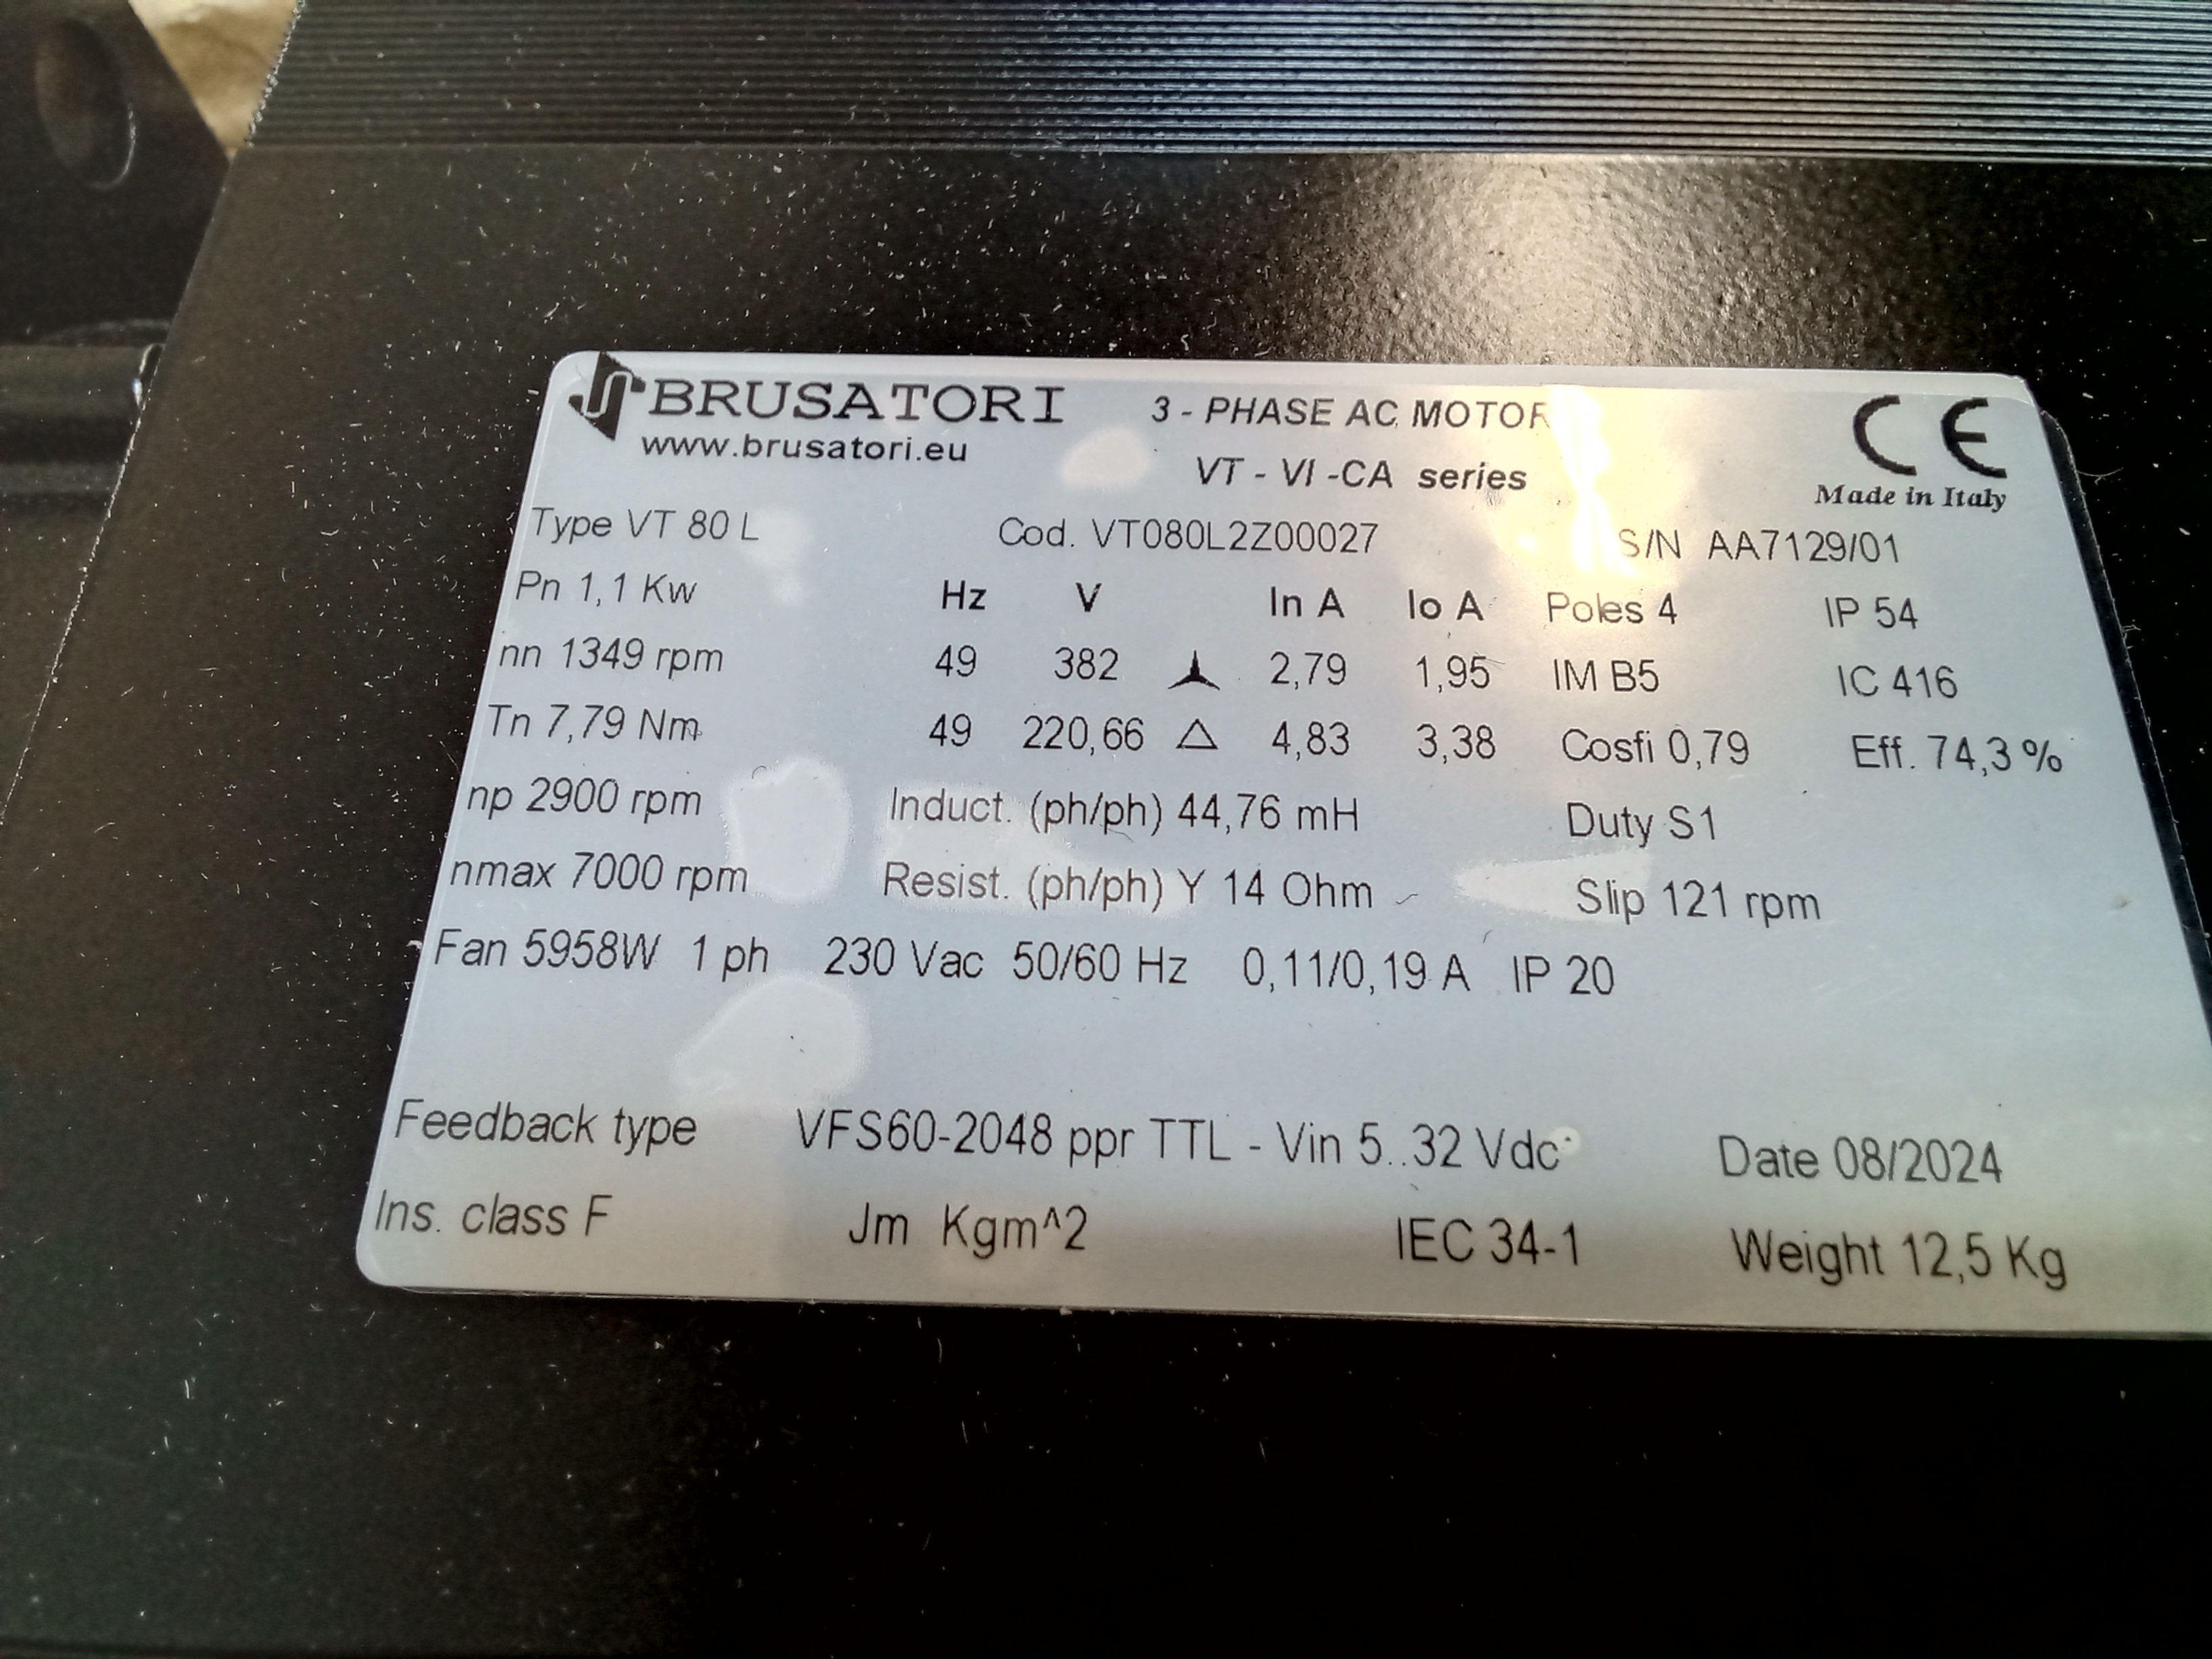 BRUSATORI 3 - PHASE AC MOTOR
www.brusatori.eu VT - VI -CA series
Made in Italy
Type VT 80 L Cod. VT080L2Z00027 S/N AA7129/01
Pn 1,1 Kw Hz V In A Io A Poles 4 IP 54
nn 1349 rpm 49 382 2,79 1,95 IM B5 IC 416
Tn 7,79 Nm 49 220,66 △ 4,83 3,38 Cosfi 0,79 Eff. 74,3 %
np 2900 rpm Induct. (ph/ph) 44,76 mH Duty S1
nmax 7000 rpm Resist. (ph/ph) Y 14 Ohm Slip 121 rpm
Fan 5958W 1 ph 230 Vac 50/60 Hz 0,11/0,19 A IP 20
Feedback type VFS60-2048 ppr TTL - Vin 5..32 Vdc Date 08/2024
Ins. class F Jm Kgm^2 IEC 34-1 Weight 12,5 Kg